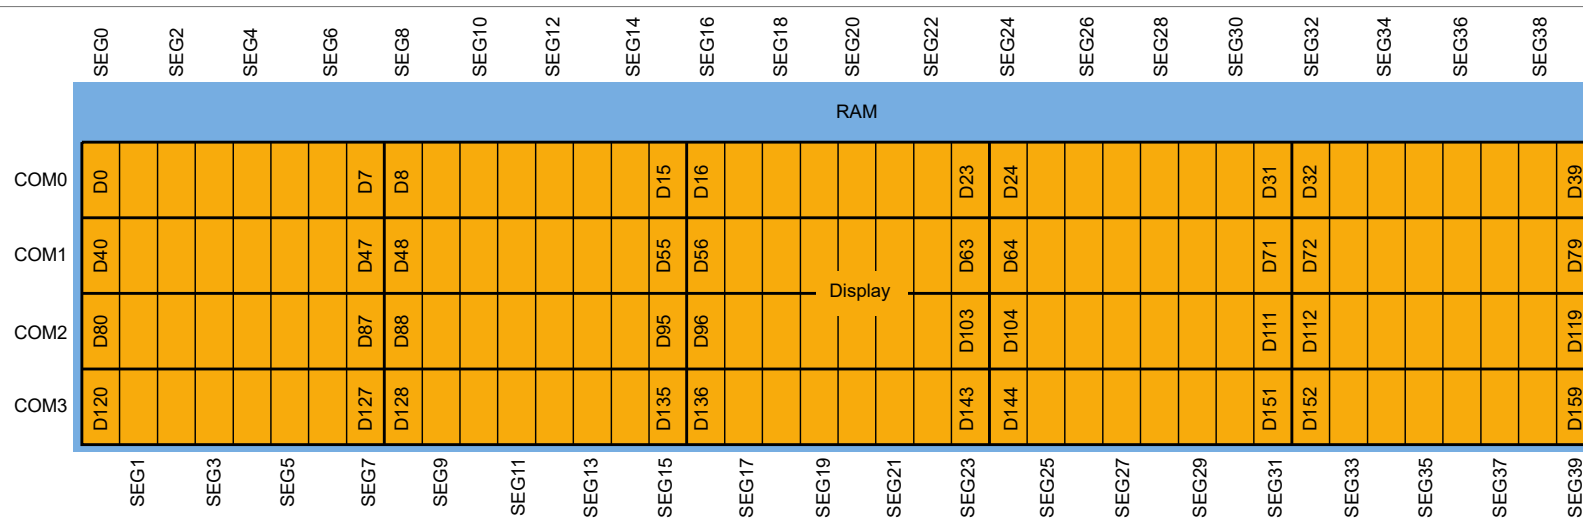 SEG0 SEG2 SEG4 SEG6 SEG8 SEG10 SEG12 SEG14 SEG16 SEG18 SEG20 SEG22 SEG24 SEG26 SEG28 SEG30 SEG32 SEG34 SEG36 SEG38
RAM
COM0 D0 D7 D8 D15 D16 D23 D24 D31 D32 D39
COM1 D40 D47 D48 D55 D56 D63 D64 D71 D72 D79
Display
COM2 D80 D87 D88 D95 D96 D103 D104 D111 D112 D119
COM3 D120 D127 D128 D135 D136 D143 D144 D151 D152 D159
SEG1 SEG3 SEG5 SEG7 SEG9 SEG11 SEG13 SEG15 SEG17 SEG19 SEG21 SEG23 SEG25 SEG27 SEG29 SEG31 SEG33 SEG35 SEG37 SEG39